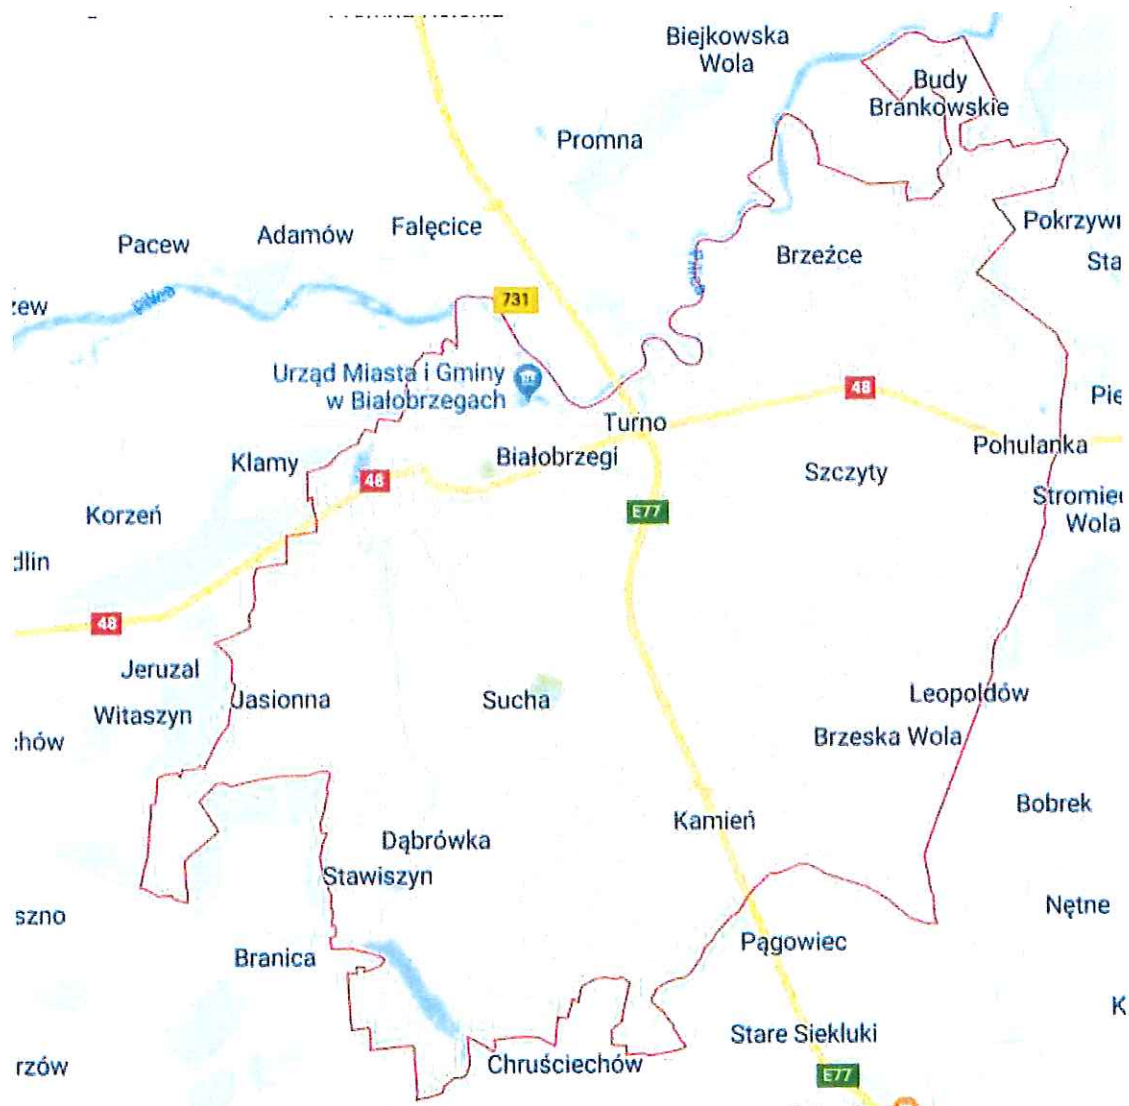 Biejkowska
Wola
Budy
Brankowskie
Promna
Pacew
Adamów
Falęcice
Pokrzywi
Brzeźce
Sta
zew
Pilica
731
Urząd Miasta i Gminy
w Białobrzegach
48
Pie
Turno
Pohulanka
Klamy
Białobrzegi
Szczyty
48
Stromie
Wola
Korzeń
E77
dlin
48
Jeruzal
Witaszyn
Jasionna
Sucha
Leopoldów
Brzeska Wola
hów
Bobrek
Kamień
Dąbrówka
Stawiszyn
szno
Nętne
Branica
Pągowiec
K
Stare Siekluki
rzów
Chruściechów
E77